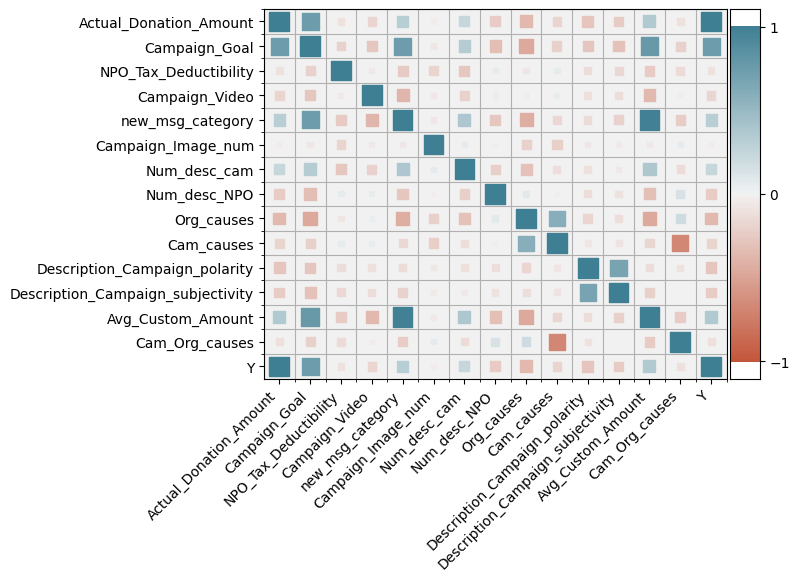 Actual_Donation_Amount
Campaign_Goal
NPO_Tax_Deductibility
Campaign_Video
new_msg_category
Campaign_Image_num
Num_desc_cam
Num_desc_NPO
Org_causes
Cam_causes
Description_Campaign_polarity
Description_Campaign_subjectivity
Avg_Custom_Amount
Cam_Org_causes
Y
1
0
−1
Actual_Donation_Amount
Campaign_Goal
NPO_Tax_Deductibility
Campaign_Video
new_msg_category
Campaign_Image_num
Num_desc_cam
Num_desc_NPO
Org_causes
Cam_causes
Description_Campaign_polarity
Description_Campaign_subjectivity
Avg_Custom_Amount
Cam_Org_causes
Y